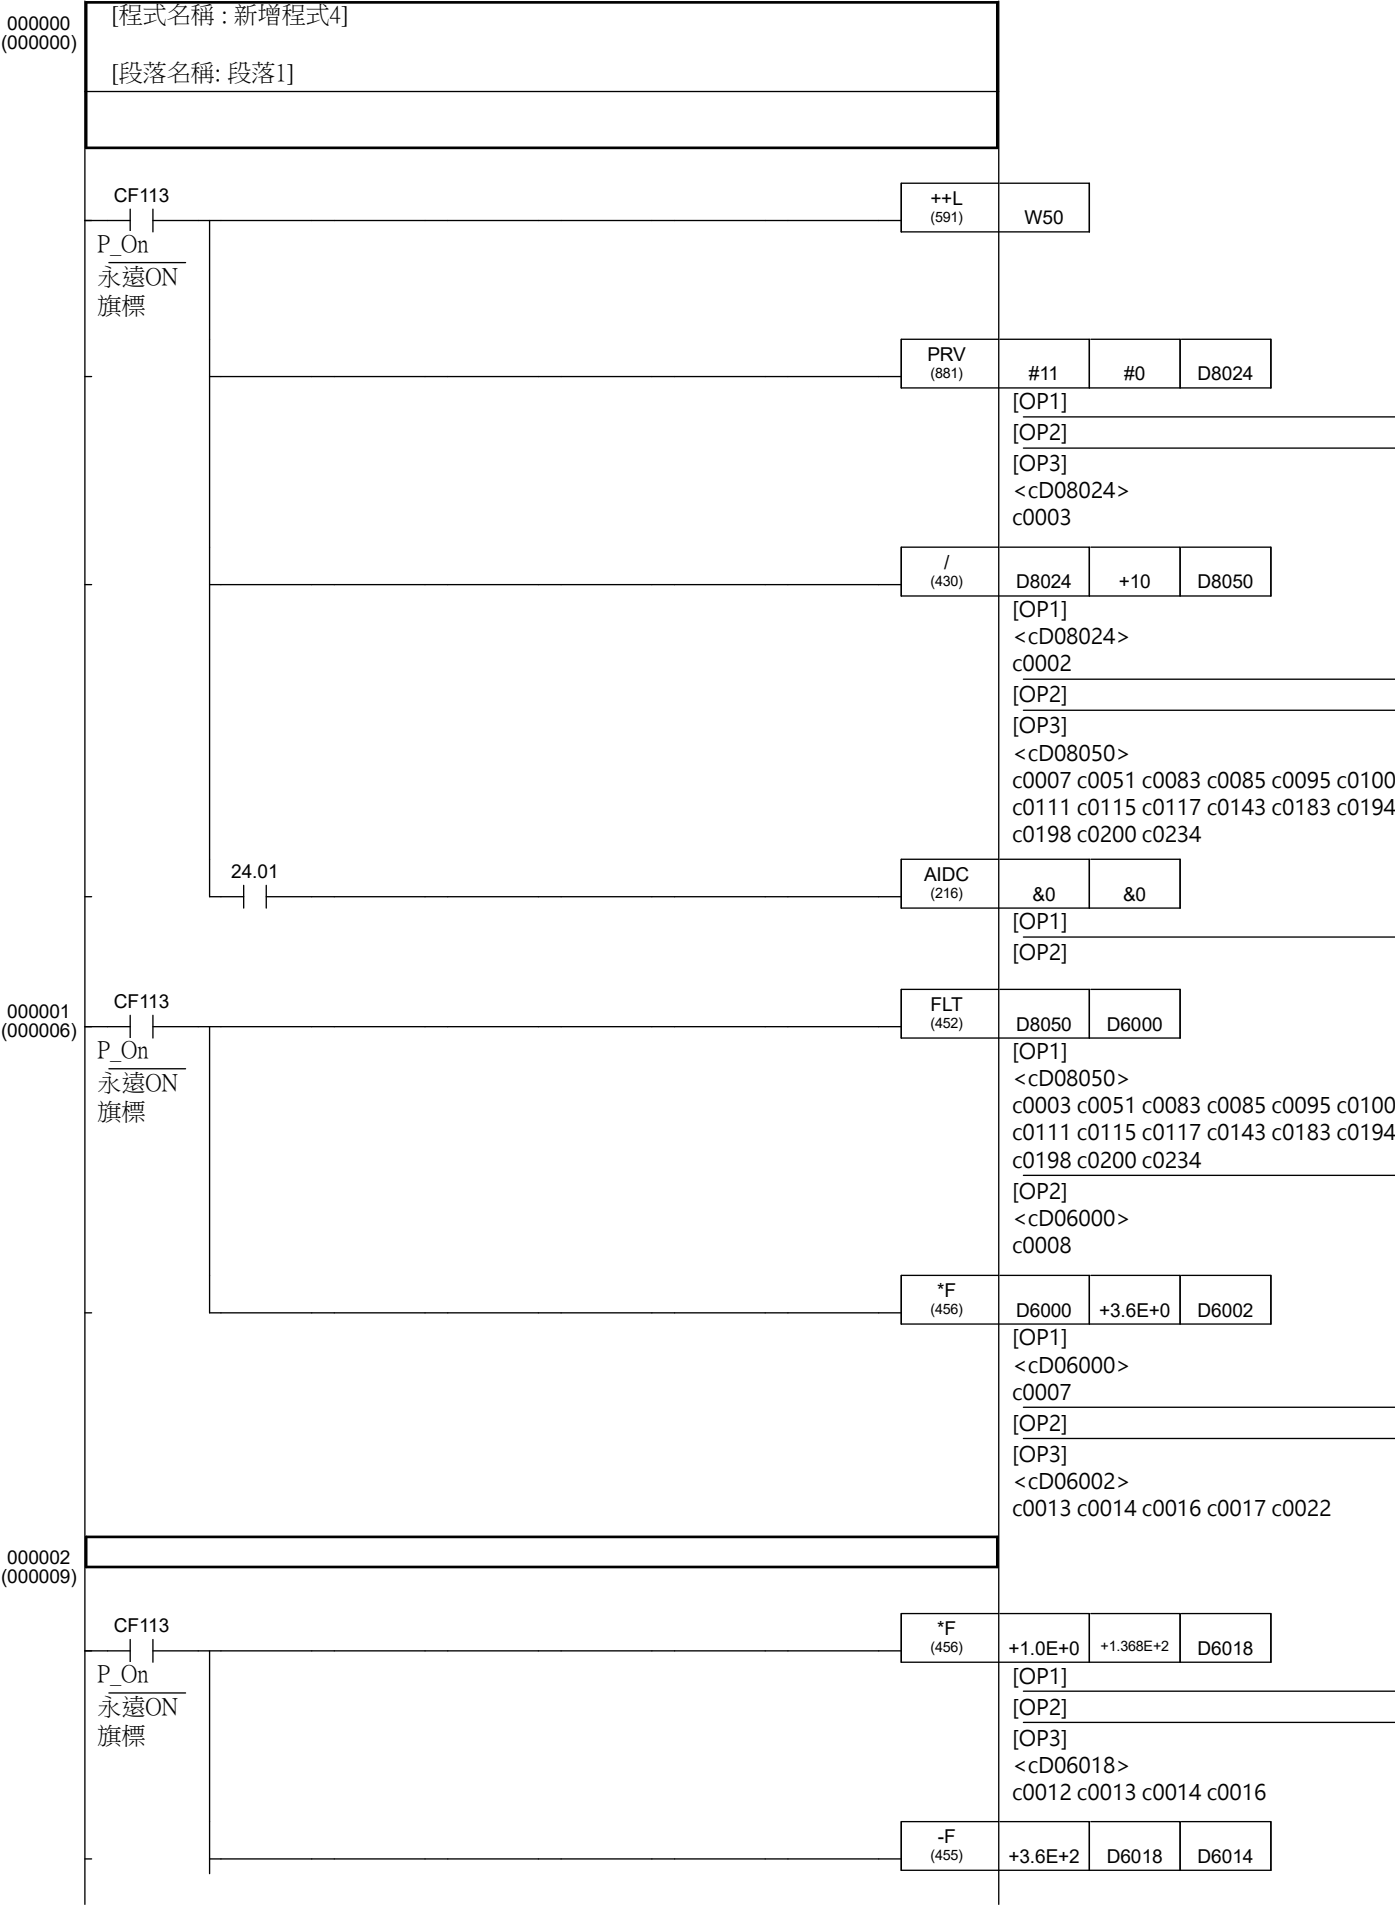 000000
(000000)
[程式名稱 : 新增程式4]
[段落名稱: 段落1]
CF113
P_On
永遠ON
旗標
++L
(591)
W50
PRV
(881)
#11 #0 D8024
[OP1]
[OP2]
[OP3]
<cD08024>
c0003
/
(430)
D8024 +10 D8050
[OP1]
<cD08024>
c0002
[OP2]
[OP3]
<cD08050>
c0007 c0051 c0083 c0085 c0095 c0100
c0111 c0115 c0117 c0143 c0183 c0194
c0198 c0200 c0234
24.01
AIDC
(216)
&0 &0
[OP1]
[OP2]
000001
(000006)
CF113
P_On
永遠ON
旗標
FLT
(452)
D8050 D6000
[OP1]
<cD08050>
c0003 c0051 c0083 c0085 c0095 c0100
c0111 c0115 c0117 c0143 c0183 c0194
c0198 c0200 c0234
[OP2]
<cD06000>
c0008
*F
(456)
D6000 +3.6E+0 D6002
[OP1]
<cD06000>
c0007
[OP2]
[OP3]
<cD06002>
c0013 c0014 c0016 c0017 c0022
000002
(000009)
CF113
P_On
永遠ON
旗標
*F
(456)
+1.0E+0 +1.368E+2 D6018
[OP1]
[OP2]
[OP3]
<cD06018>
c0012 c0013 c0014 c0016
-F
(455)
+3.6E+2 D6018 D6014